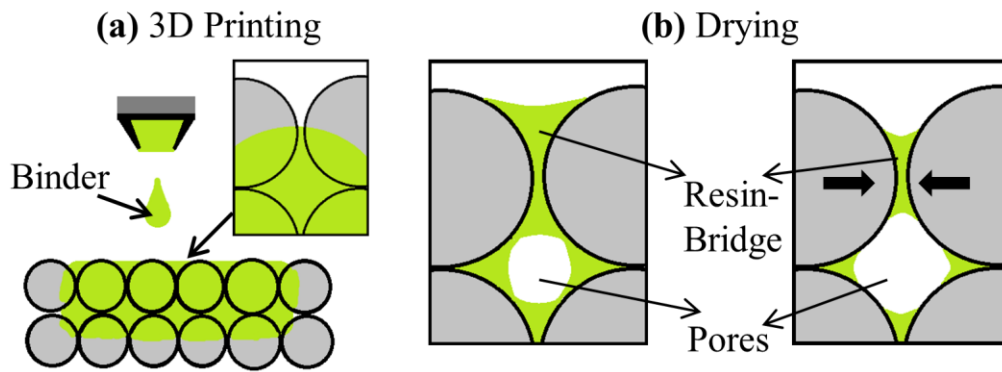 (a) 3D Printing
Binder
(b) Drying
Resin-
Bridge
Pores